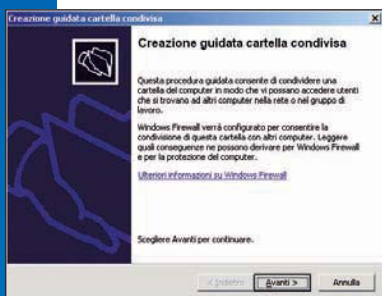 Creazione guidata cartella condivisa
Creazione guidata cartella condivisa
Questa procedura guidata consente di condividere una
cartella del computer in modo che vi possano accedere utenti
che si trovano ad altri computer nella rete o nel gruppo di
lavoro.
Windows Firewall verrà configurato per consentire la
condivisione di questa cartella con altri computer. Leggere
quali conseguenze ne possono derivare per Windows Firewall
e per la protezione del computer.
Ulteriori informazioni su Windows Firewall
Scegliere Avanti per continuare.
< Indietro Avanti > Annulla